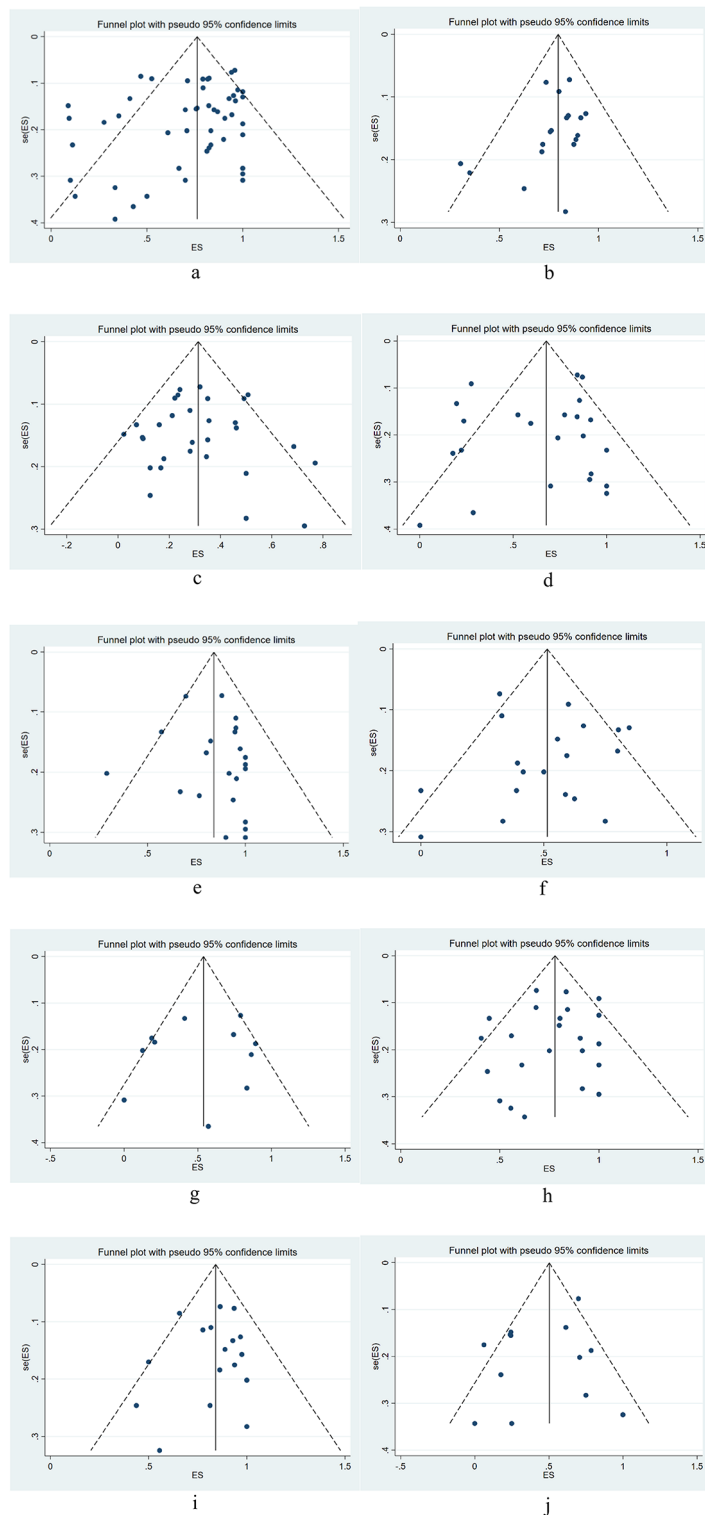 Funnel plot with pseudo 95% confidence limits
se(ES)
0
.1
.2
.3
.4
0
.5
1
1.5
ES
a
Funnel plot with pseudo 95% confidence limits
se(ES)
0
.1
.2
.3
0
.5
1
1.5
ES
b
Funnel plot with pseudo 95% confidence limits
se(ES)
0
.1
.2
.3
-.2
0
.2
.4
.6
.8
ES
c
Funnel plot with pseudo 95% confidence limits
se(ES)
0
.1
.2
.3
.4
0
.5
1
1.5
ES
d
Funnel plot with pseudo 95% confidence limits
se(ES)
0
.1
.2
.3
0
.5
1
1.5
ES
e
Funnel plot with pseudo 95% confidence limits
se(ES)
0
.1
.2
.3
0
.5
1
ES
f
Funnel plot with pseudo 95% confidence limits
se(ES)
0
.1
.2
.3
.4
-.5
0
.5
1
1.5
ES
g
Funnel plot with pseudo 95% confidence limits
se(ES)
0
.1
.2
.3
.4
0
.5
1
1.5
ES
h
Funnel plot with pseudo 95% confidence limits
se(ES)
0
.1
.2
.3
0
.5
1
1.5
ES
i
Funnel plot with pseudo 95% confidence limits
se(ES)
0
.1
.2
.3
.4
-.5
0
.5
1
1.5
ES
j